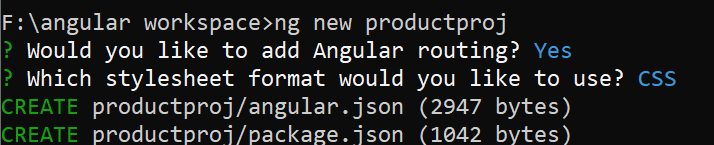 F:\angular workspace>ng new productproj
? Would you like to add Angular routing? Yes
? Which stylesheet format would you like to use? CSS
CREATE productproj/angular.json (2947 bytes)
CREATE productproj/package.json (1042 bytes)